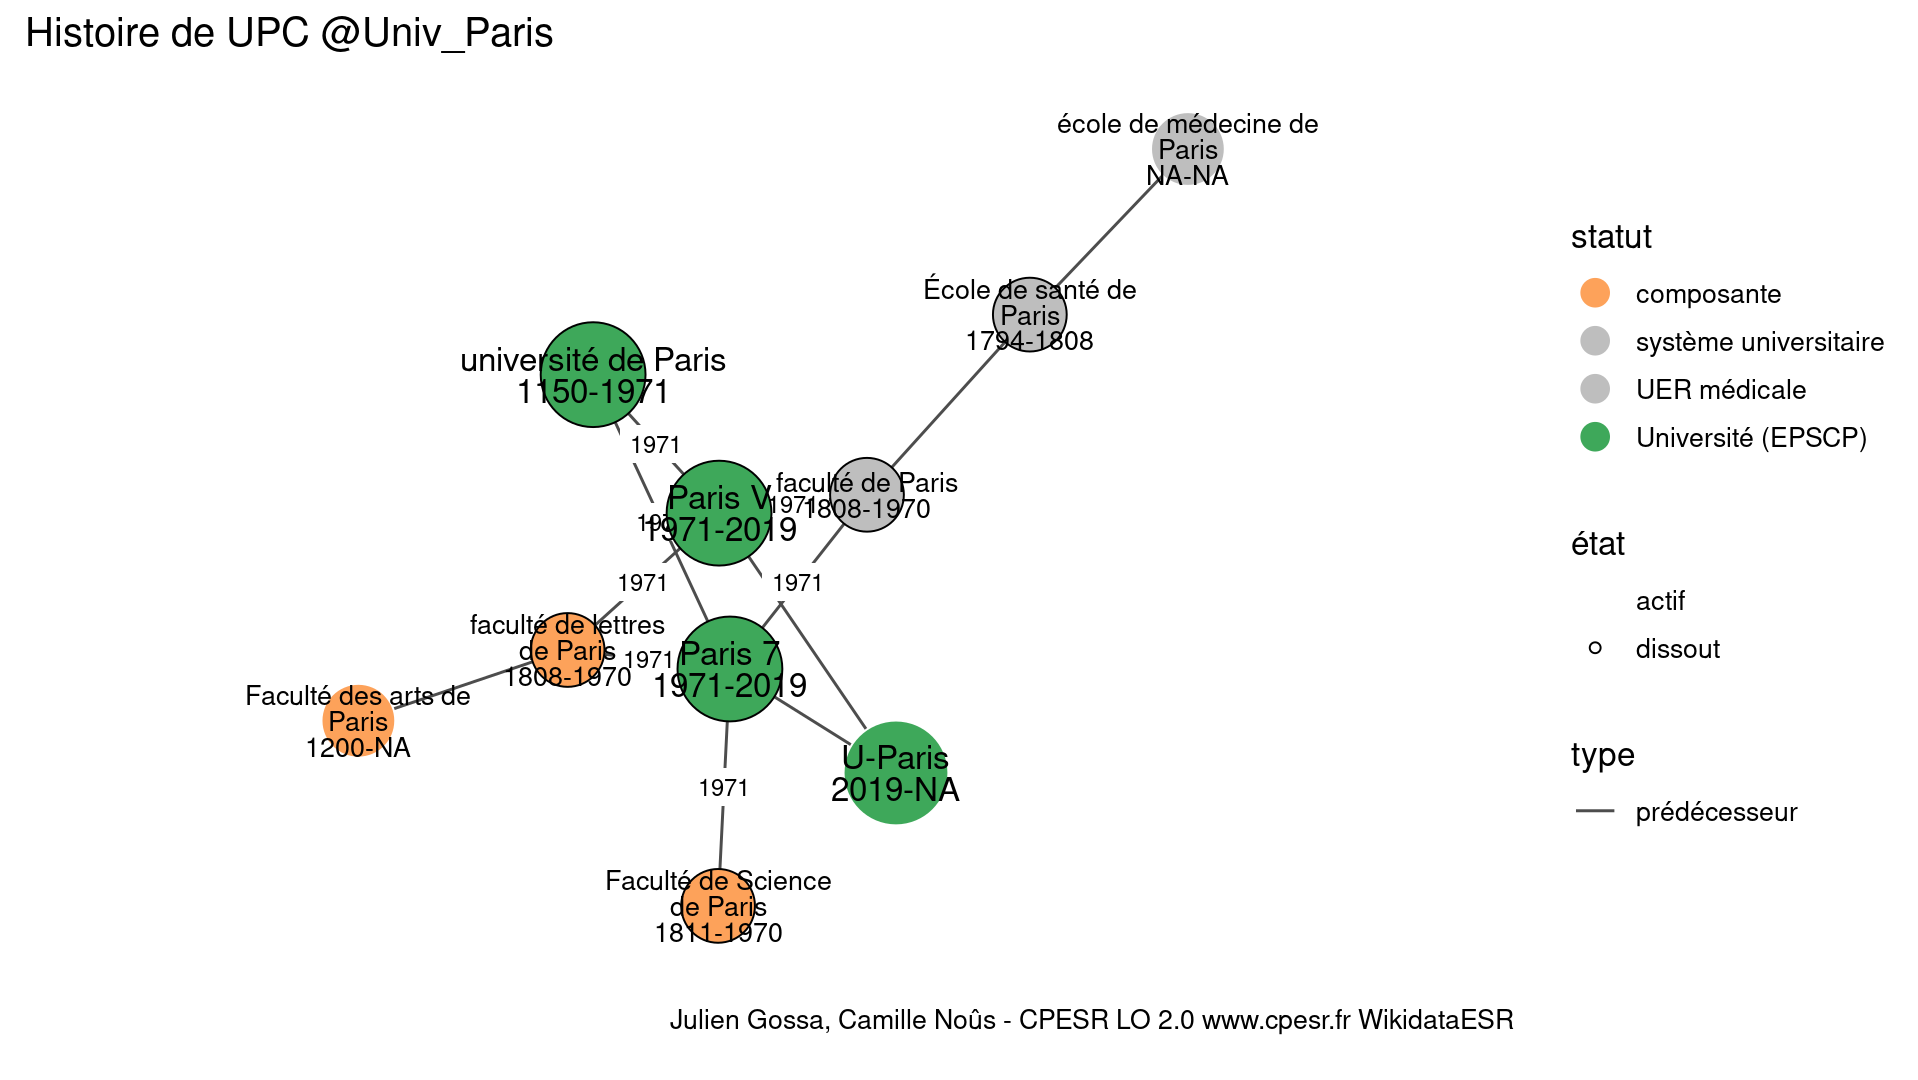 Histoire de UPC @Univ_Paris
école de médecine de
Paris
NA-NA
École de santé de
Paris
1794-1808
université de Paris
1150-1971
1971
Paris V
1971-2019
1971
faculté de Paris
1808-1970
1971
1971
faculté de lettres
de Paris
1808-1970
1971
Paris 7
1971-2019
Faculté des arts de
Paris
1200-NA
U-Paris
2019-NA
1971
Faculté de Science
de Paris
1811-1970
statut
composante
système universitaire
UER médicale
Université (EPSCP)
état
actif
dissout
type
prédécesseur
Julien Gossa, Camille Noûs - CPESR LO 2.0 www.cpesr.fr WikidataESR